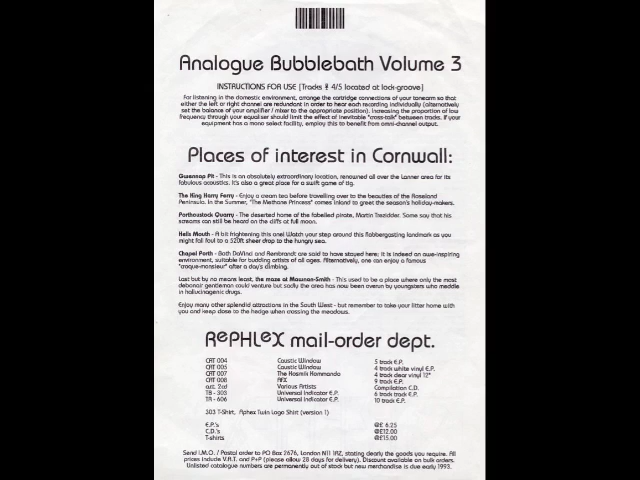 Analogue Bubblebath Volume 3
INSTRUCTIONS FOR USE [Tracks 4/5 located at lock-groove]
For listening in the domestic environment, arrange the cartridge connections of your tonearm so that
either the left or right channel are redundant in order to hear each recording individually (alternatively
set the balance of your amplifier / mixer to the appropriate position). Increasing the proportion of low
frequency through your equaliser should limit the effect of inevitable "cross-talk" between tracks. If your
equipment has a mono select facility, employ this to benefit from omni-channel output.
Places of interest in Cornwall:
Gwennap Pit - This is an absolutely extraordinary location, renowned all over the Lanner area for its
fabulous acoustics. It's also a great place for a swift game of tig.
The King Harry Ferry - Enjoy a cream tea before travelling over to the beauties of the Roseland
Peninsula. In the Summer, "The Methane Princess" comes inland to greet the season's holiday-makers.
Porthoustock Quarry - The deserted home of the fabelled pirate, Martin Trezidder. Some say that his
screams can still be heard on the cliffs at full moon.
Hells Mouth - A bit frightening this one! Watch your step around this flabbergasting landmark as you
might fall foul to a 520ft sheer drop to the hungry sea.
Chapel Porth - Both DaVinci and Rembrandt are said to have stayed here; it is indeed an awe-inspiring
environment, suitable for budding artists of all ages. Alternatively, one can enjoy a famous
"croque-monsieur" after a day's climbing.
Last but by no means least, the maze at Mawnan-Smith - This used to be a place where only the most
debonair gentleman could venture but sadly the area has now been overun by youngsters who meddle
in hallucinagenic drugs.
Enjoy many other splendid attractions in the South West - but remember to take your litter home with
you and keep close to the hedge when crossing the meadows.
RePHLeX mail-order dept.
CAT 004 Caustic Window 5 track E.P.
CAT 005 Caustic Window 4 track white vinyl E.P.
CAT 007 The Kosmik Kommando 4 track clear vinyl 12"
CAT 008 AFX 9 track E.P.
Various Artists Compilation C.D.
TB - 303 Universal Indicator E.P. 6 track track E.P.
TR - 606 Universal Indicator E.P. 10 track E.P.
303 T-Shirt, Aphex Twin Logo Shirt (version 1)
E.P.'s @£ 6.25
C.D.'s @£12.00
T-shirts @£15.00
Send I.M.O. / Postal order to PO Box 2676, London N11 1AZ, stating clearly the goods you require. All
prices include V.A.T. and P+P (please allow 28 days for delivery). Discount available on bulk orders.
Unlisted catalogue numbers are permanently out of stock but new merchandise is due early 1993.